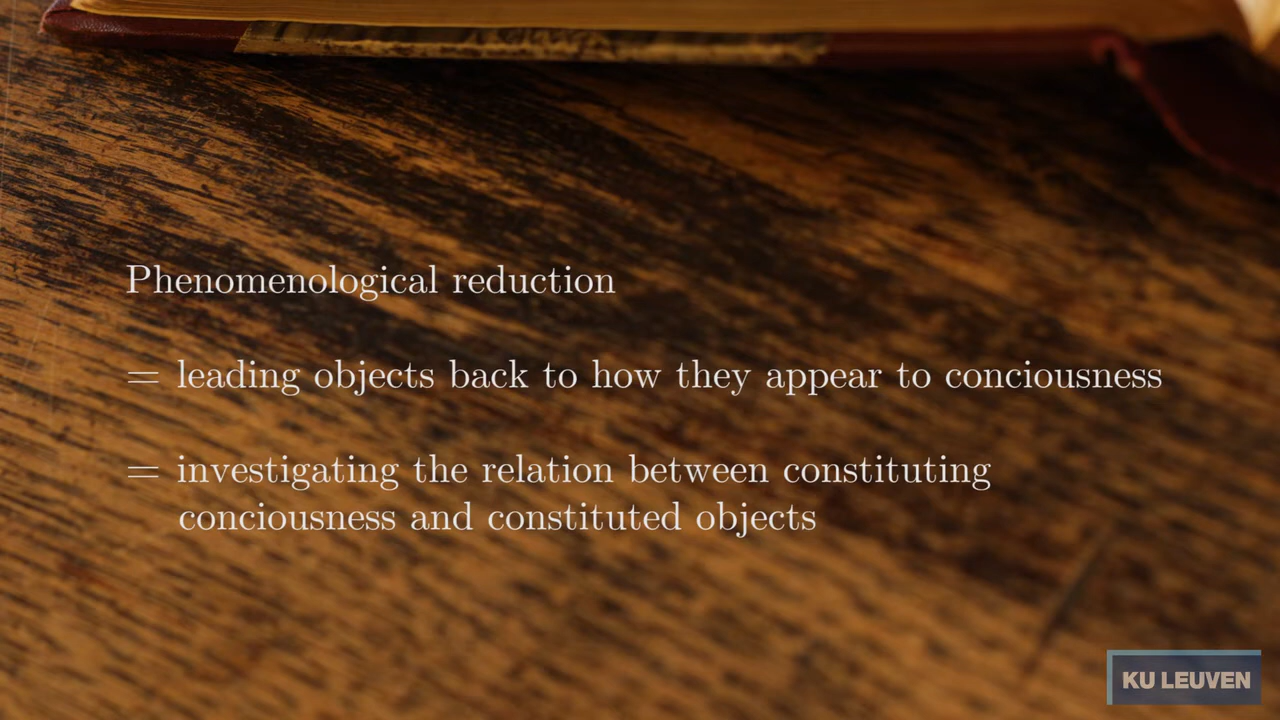 Phenomenological reduction
= leading objects back to how they appear to conciousness
= investigating the relation between constituting
conciousness and constituted objects
KU LEUVEN